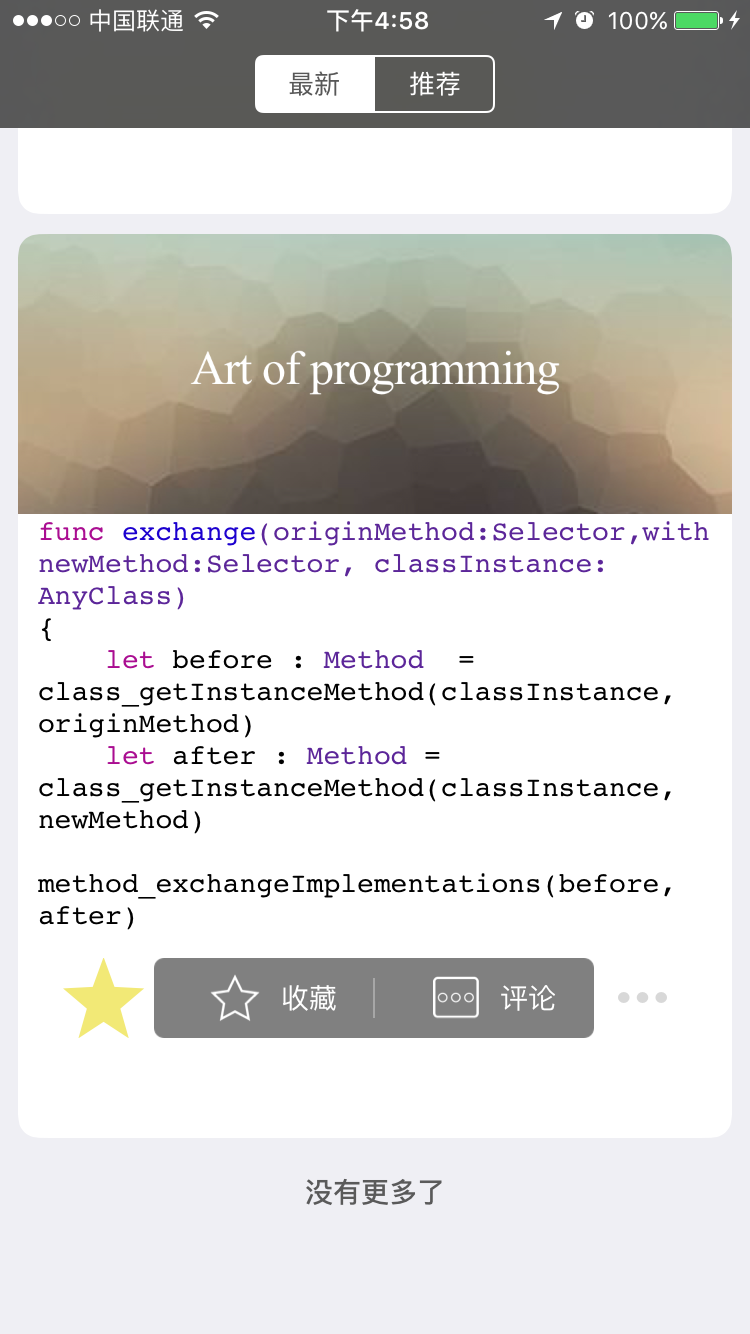 中国联通 下午4:58 100%
最新 推荐
Art of programming
func exchange(originMethod:Selector,with
newMethod:Selector, classInstance:
AnyClass)
{
    let before : Method  =
class_getInstanceMethod(classInstance,
originMethod)
    let after : Method =
class_getInstanceMethod(classInstance,
newMethod)
method_exchangeImplementations(before,
after)
收藏 评论
没有更多了